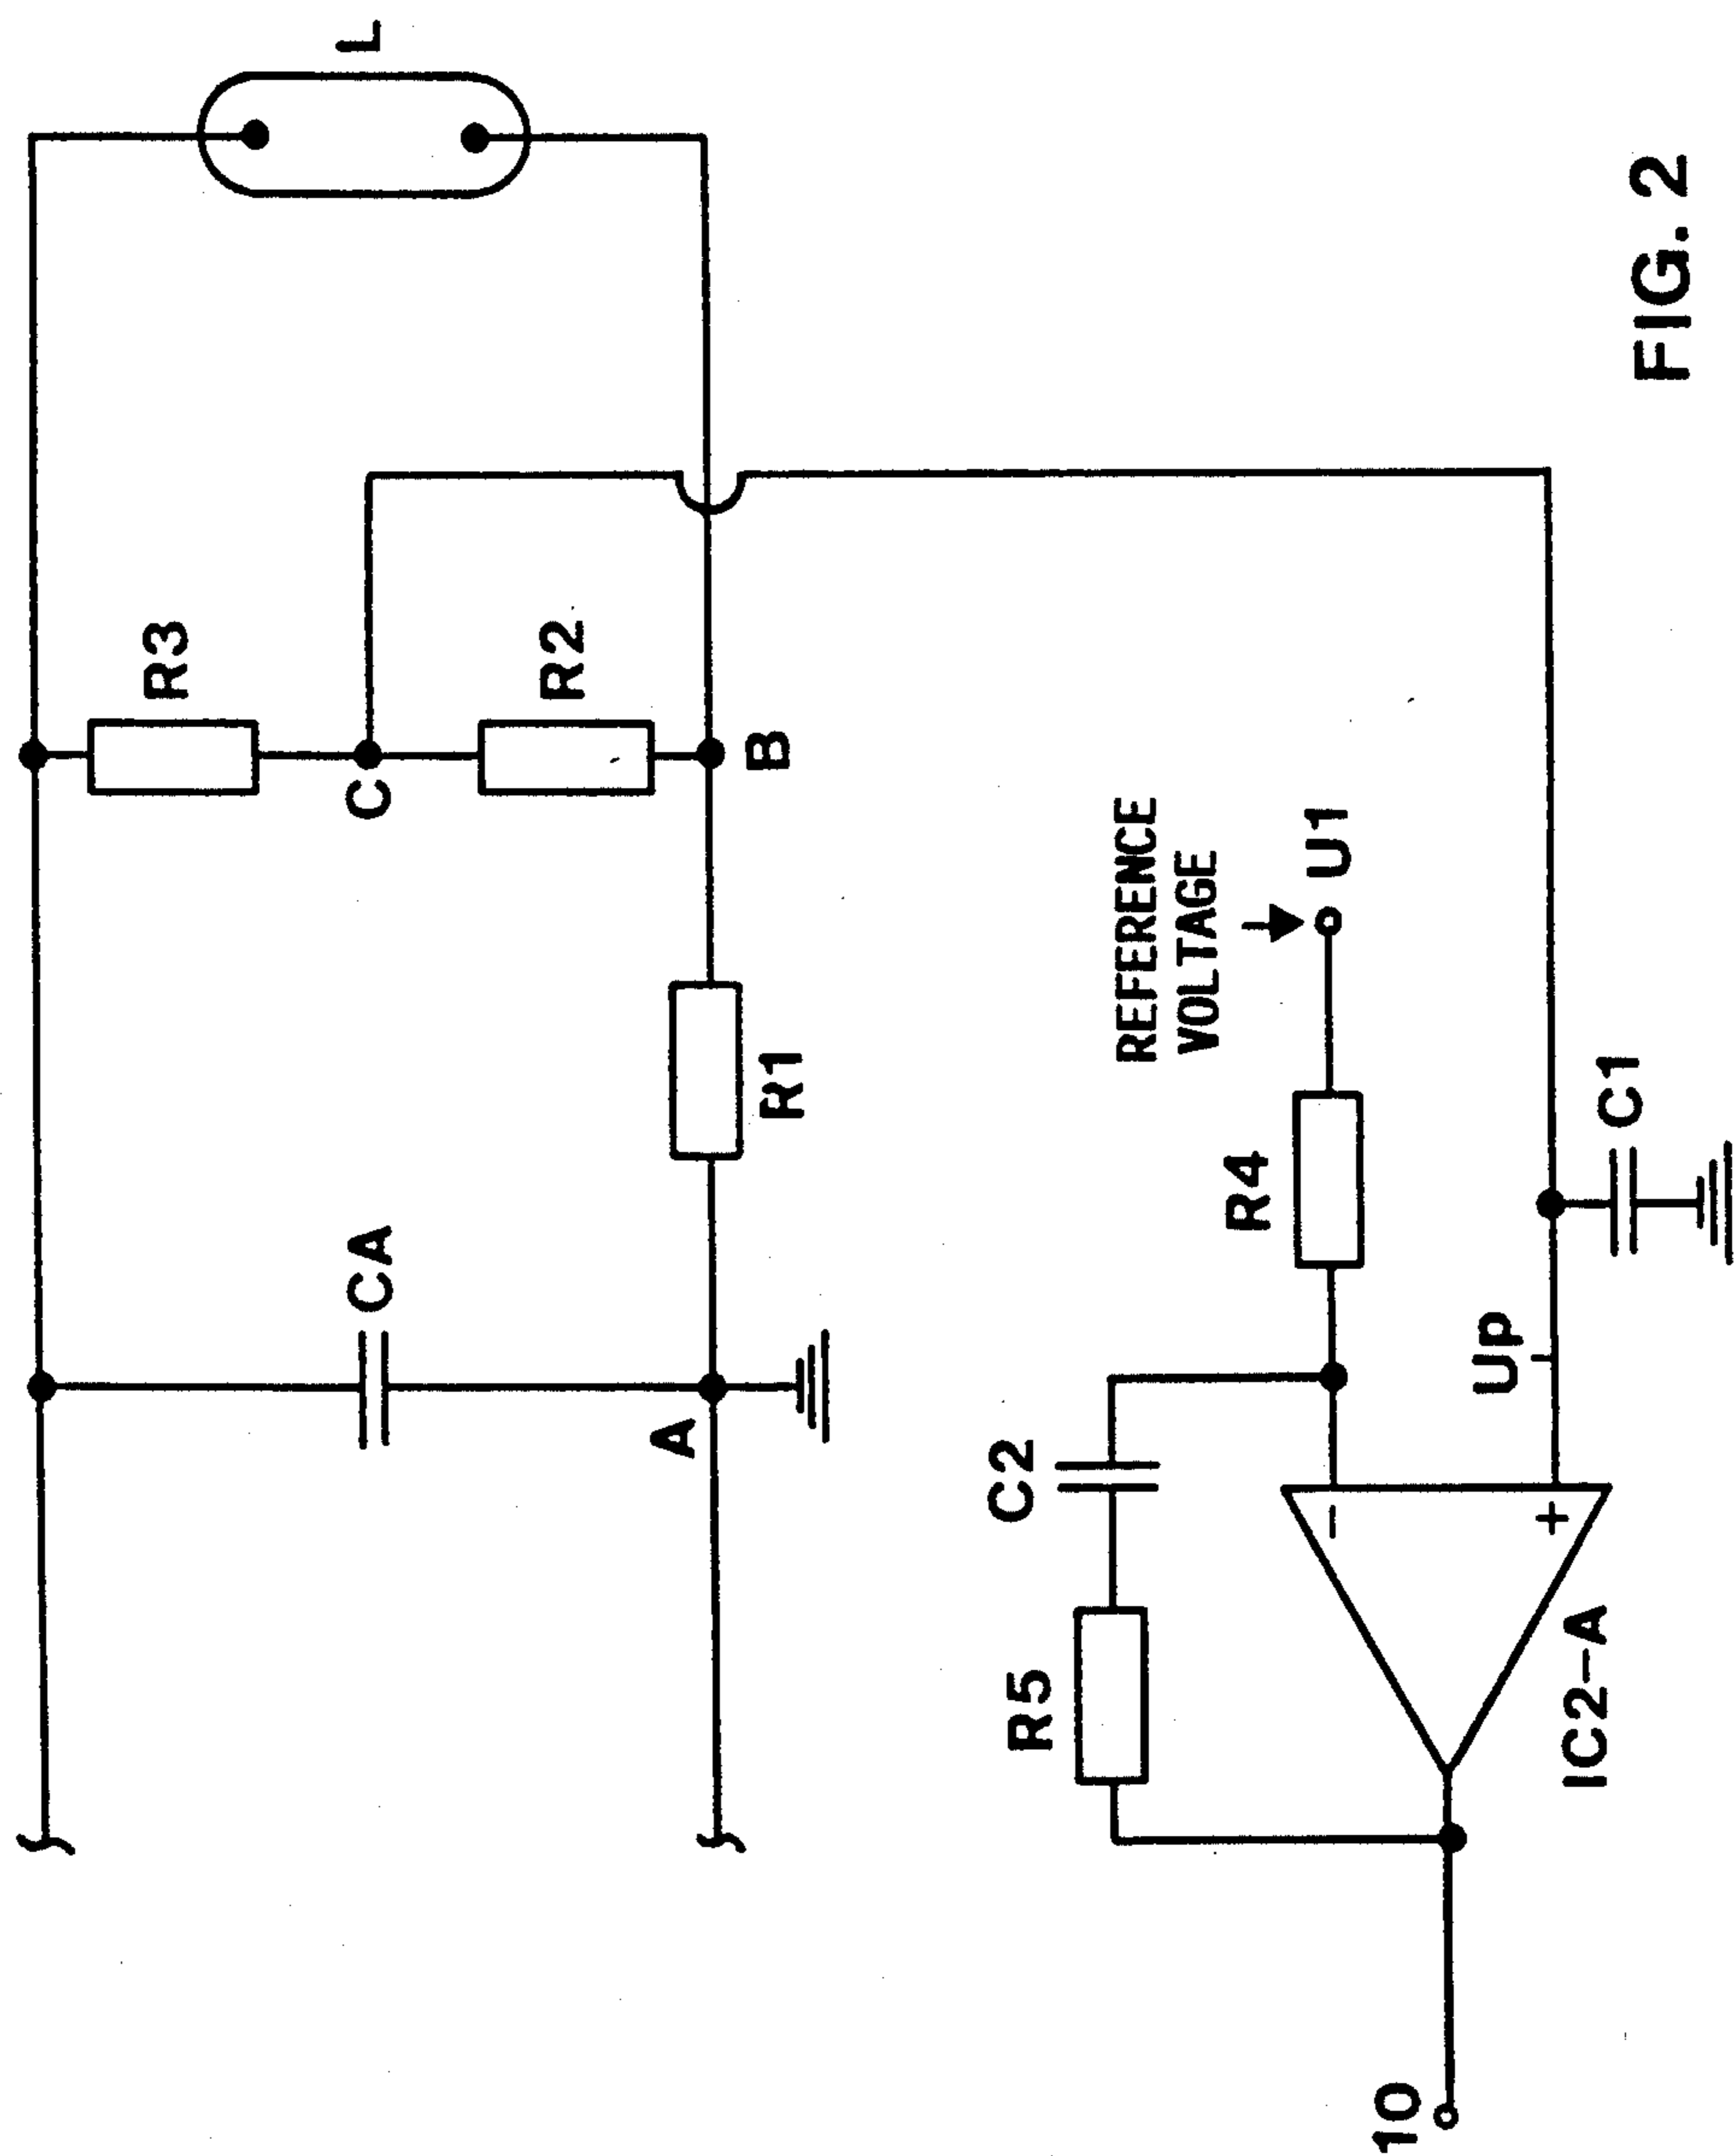 L
R3
C
R2
B
CA
A
R1
REFERENCE
VOLTAGE
U1
R4
C2
R5
-
+
Up
C1
IC2-A
10
FIG. 2